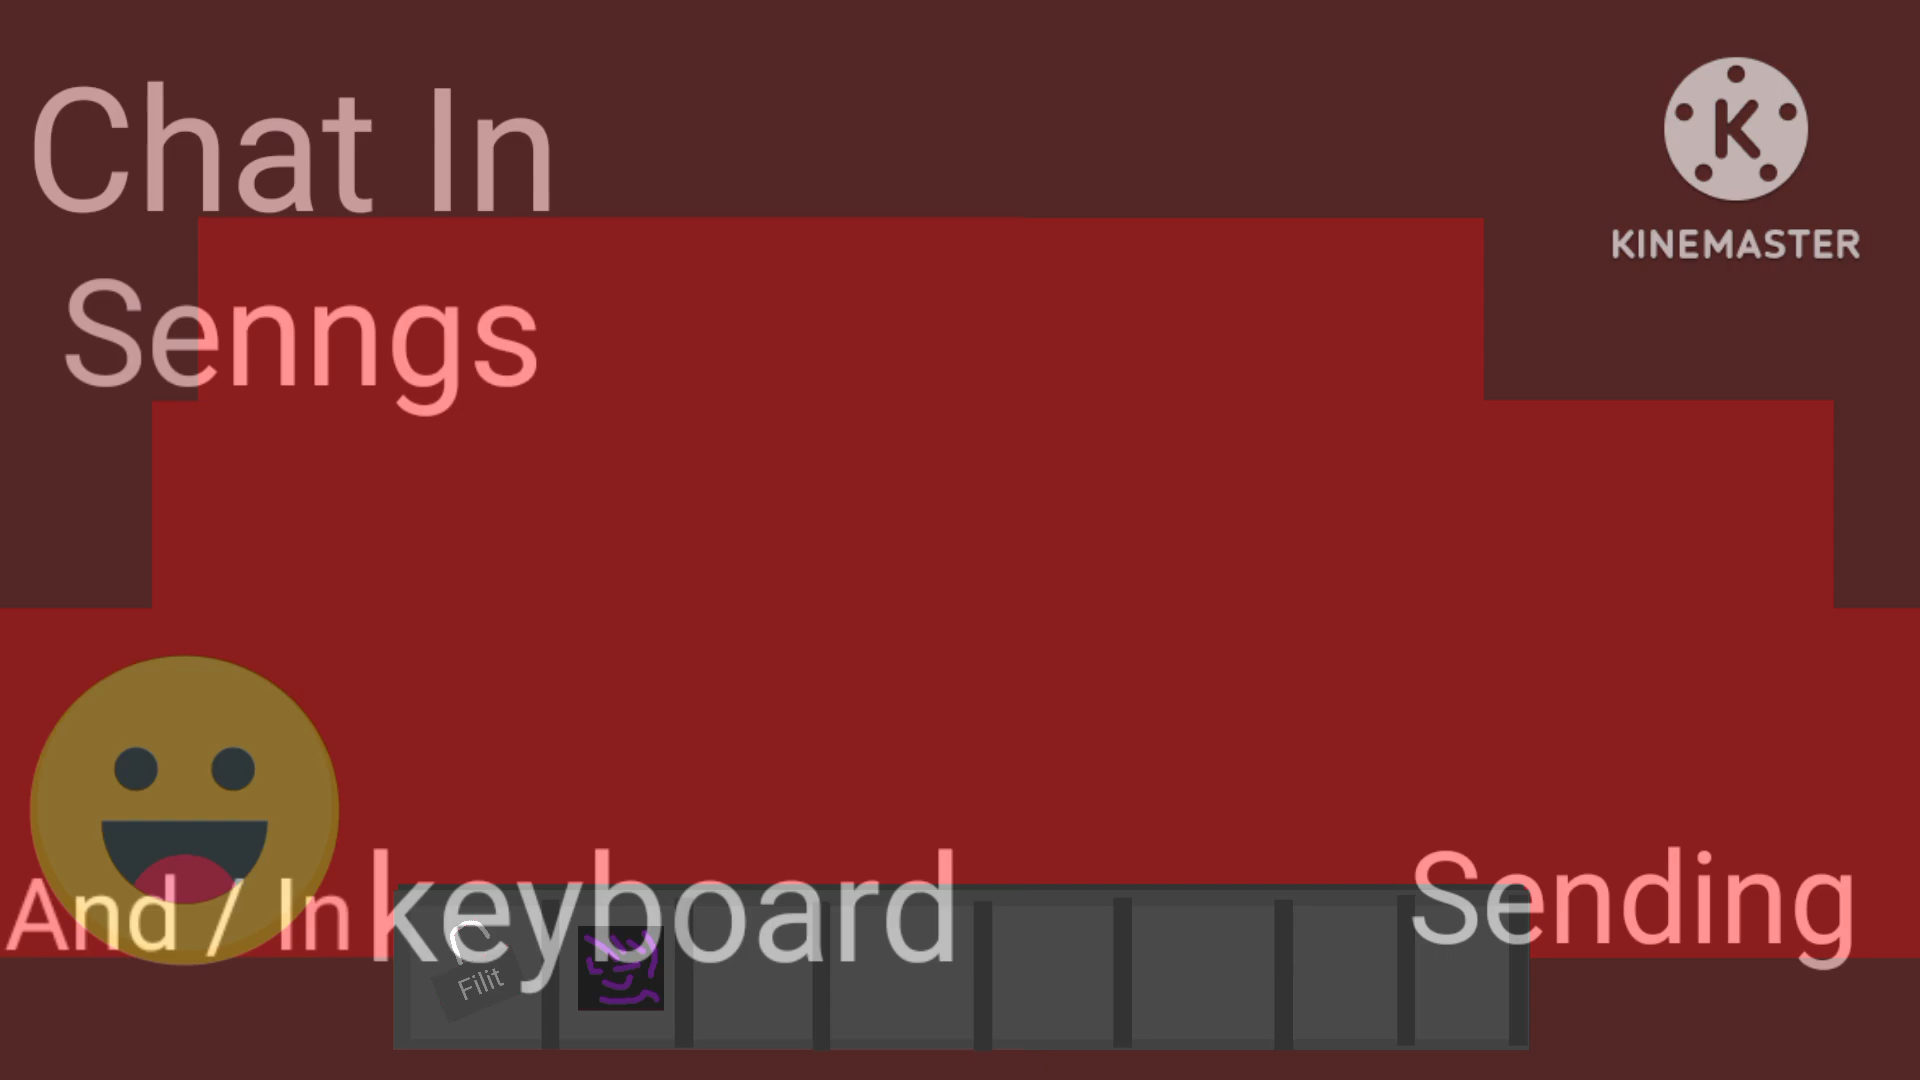 Chat In
K
KINEMASTER
Senngs
And / In keyboard
Sending
Filit